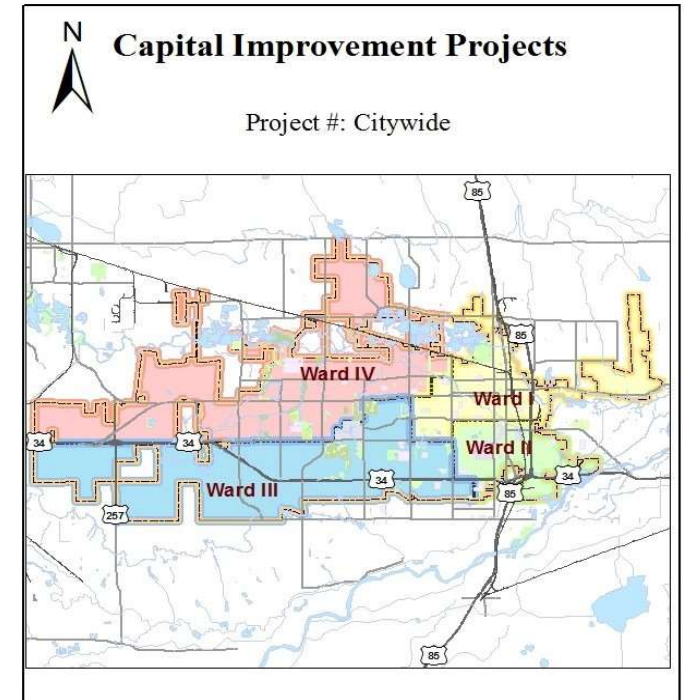 N
Capital Improvement Projects
Project #: Citywide
85
85
Ward IV
Ward I
34
34
Ward II
Ward III
34
34
85
257
85